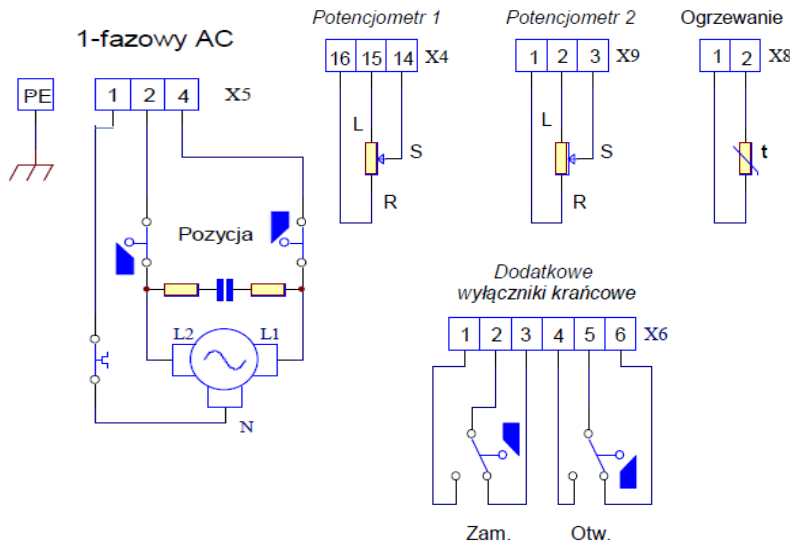 1-fazowy AC
PE
1 2 4 X5
Pozycja
L2 L1
N
Potencjometr 1
16 15 14 X4
L
S
R
Potencjometr 2
1 2 3 X9
L
S
R
Ogrzewanie
1 2 X8
t
Dodatkowe
wyłączniki krańcowe
1 2 3 4 5 6 X6
Zam. Otw.